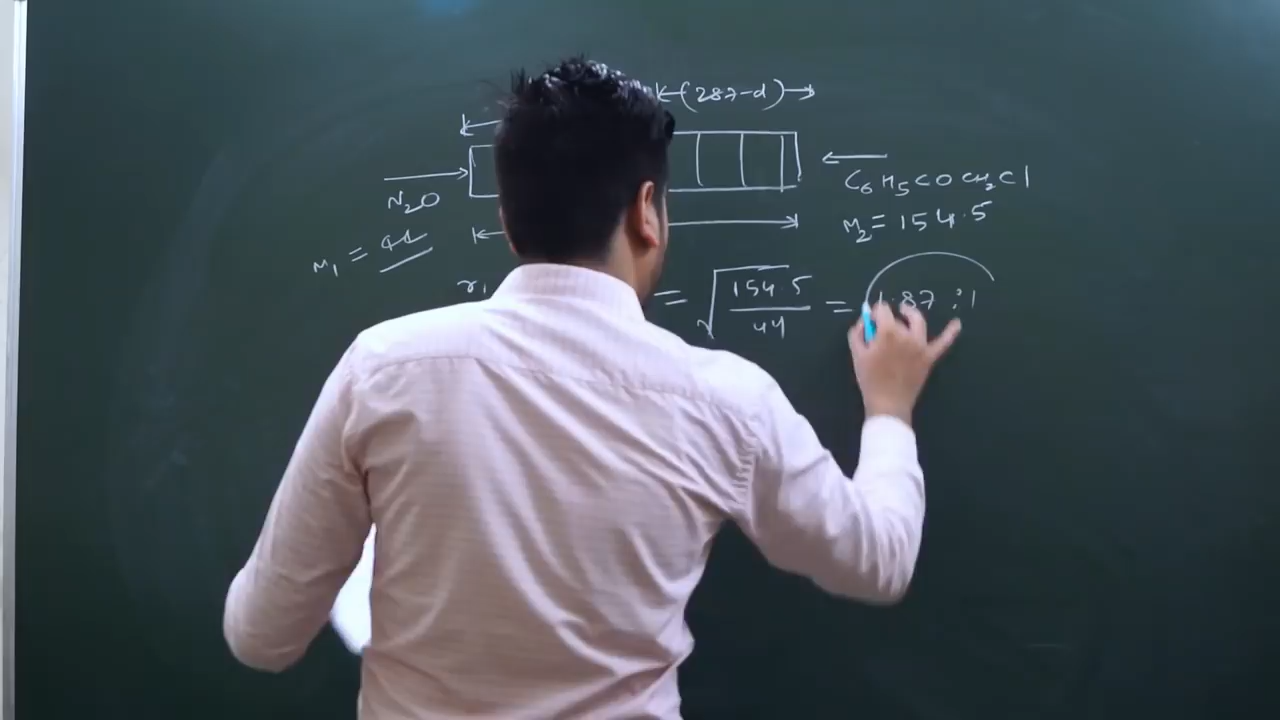 (287-d)
N₂O
C₆H₅COCH₂Cl
M₁ = 44
M₂ = 154.5
r₁ = √154.5/44 = 1.87 : 1